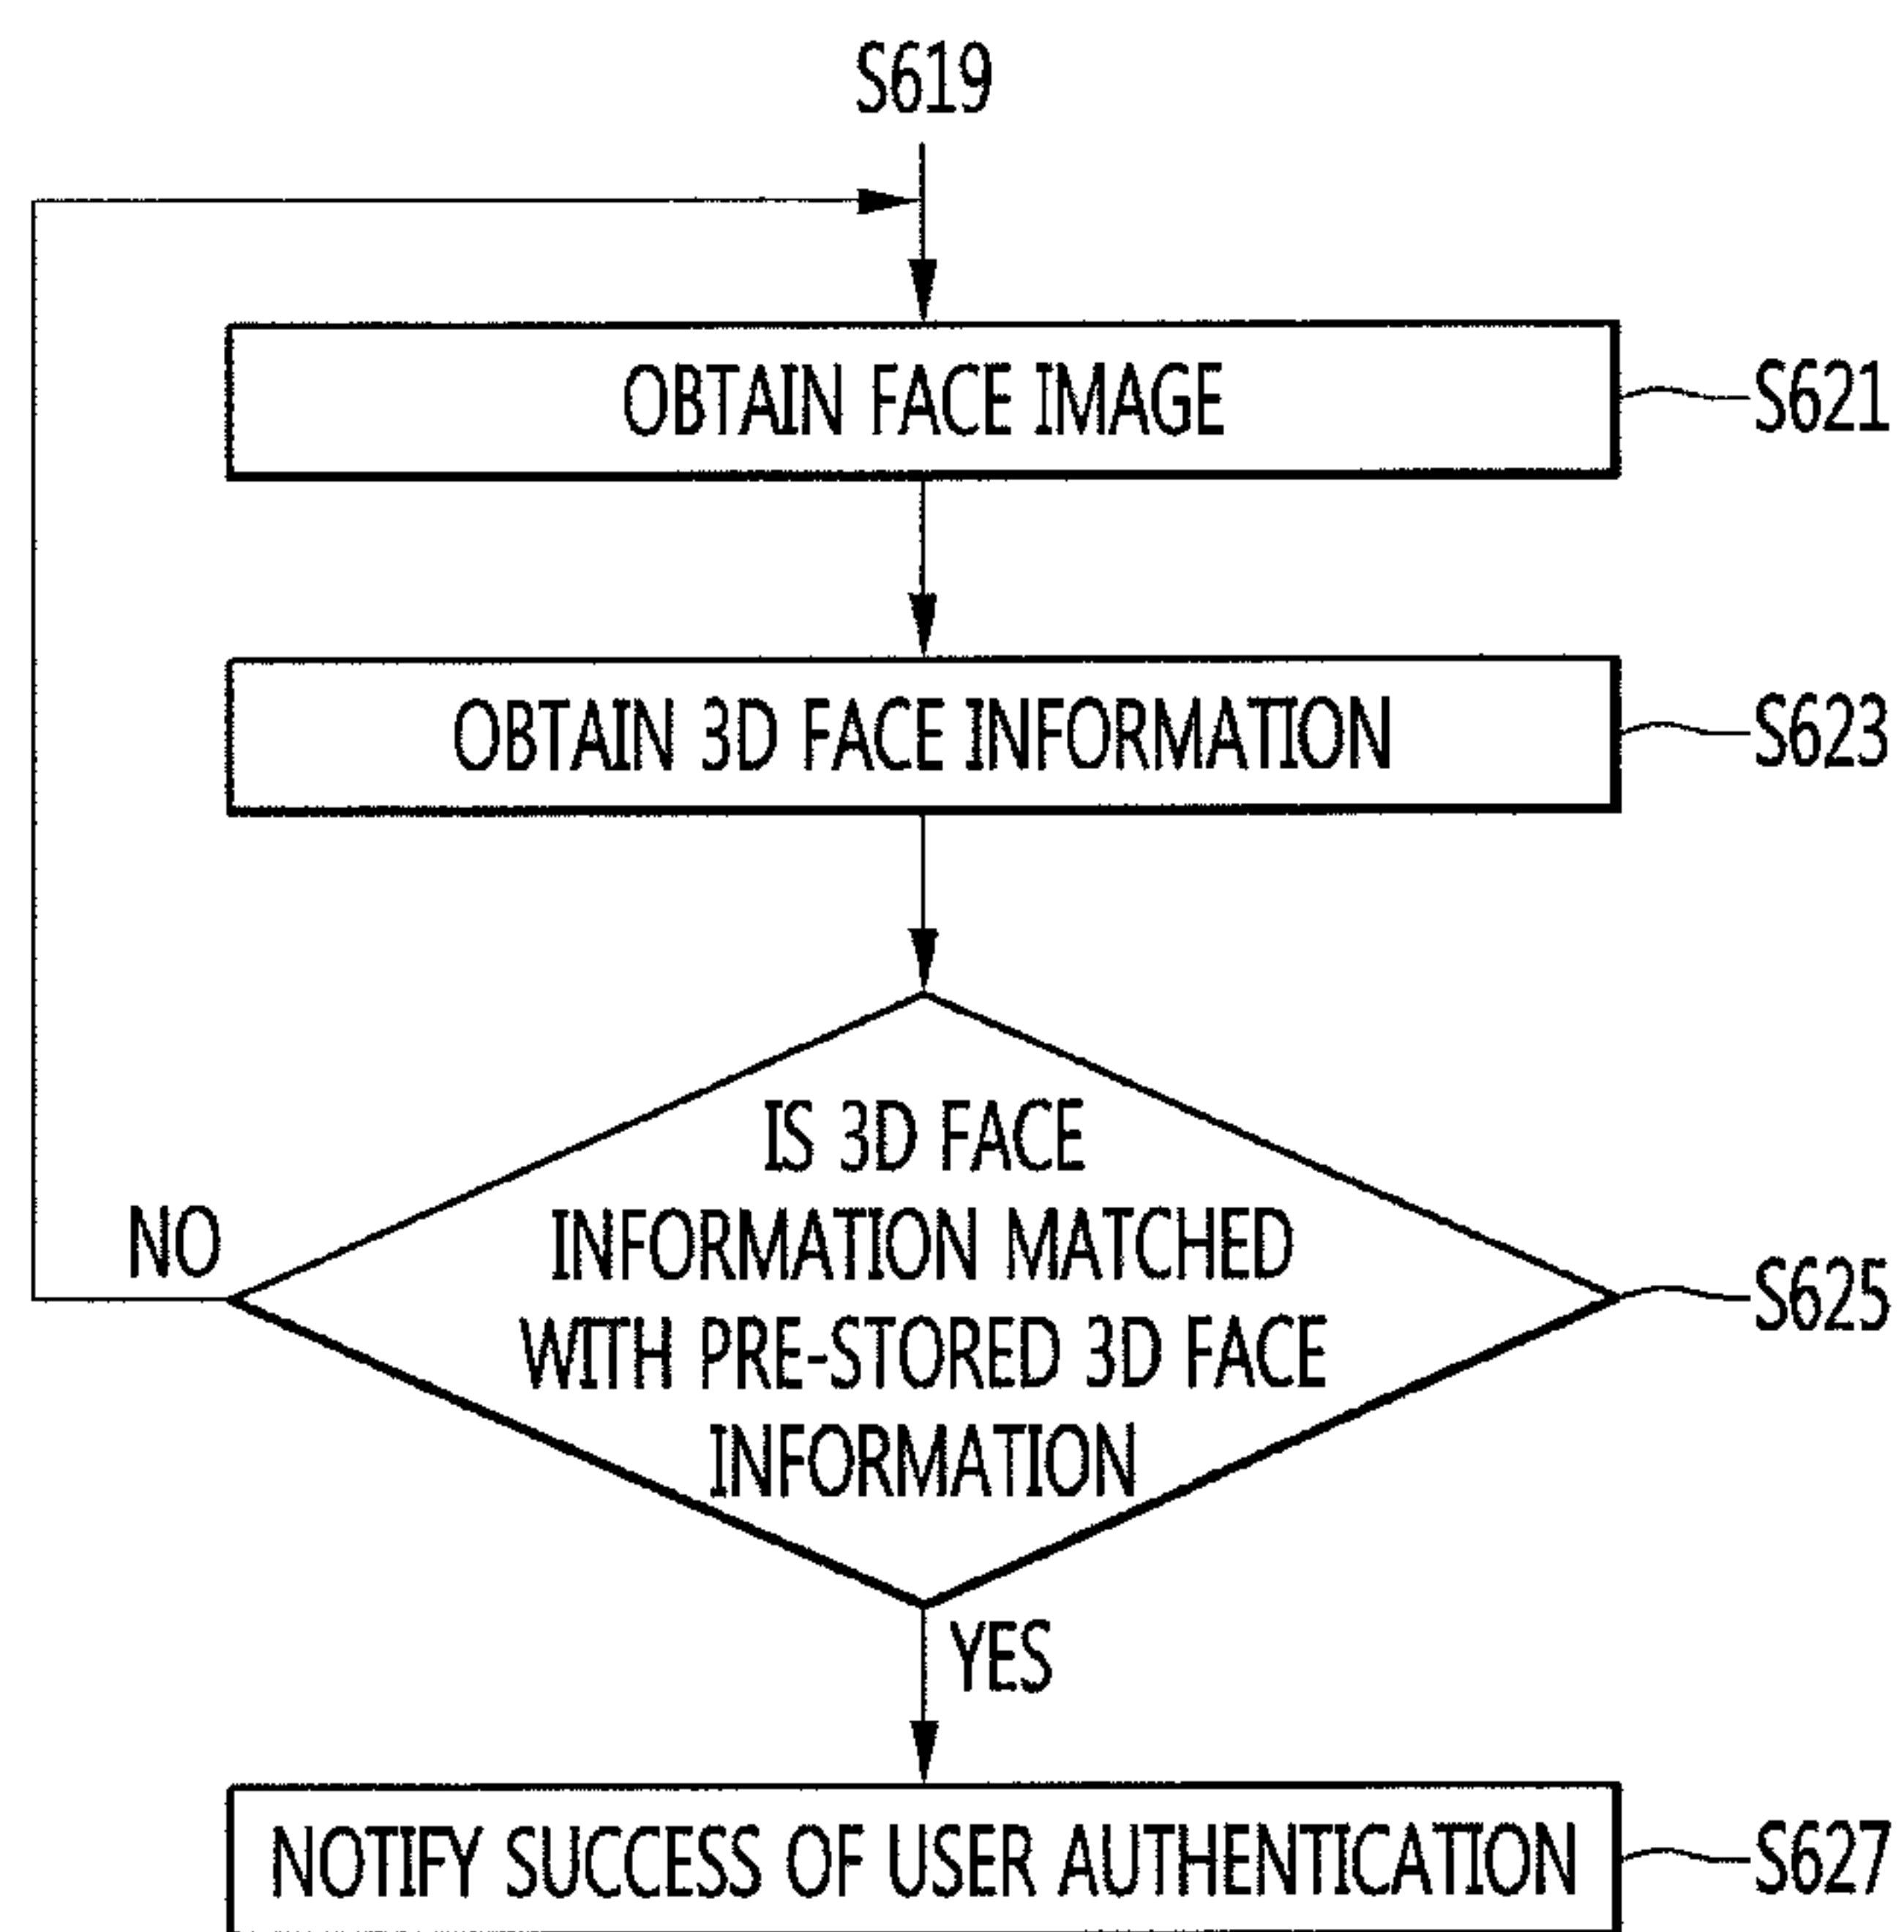 S619
OBTAIN FACE IMAGE
S621
OBTAIN 3D FACE INFORMATION
S623
IS 3D FACE
INFORMATION MATCHED
WITH PRE-STORED 3D FACE
INFORMATION
NO
S625
YES
NOTIFY SUCCESS OF USER AUTHENTICATION
S627